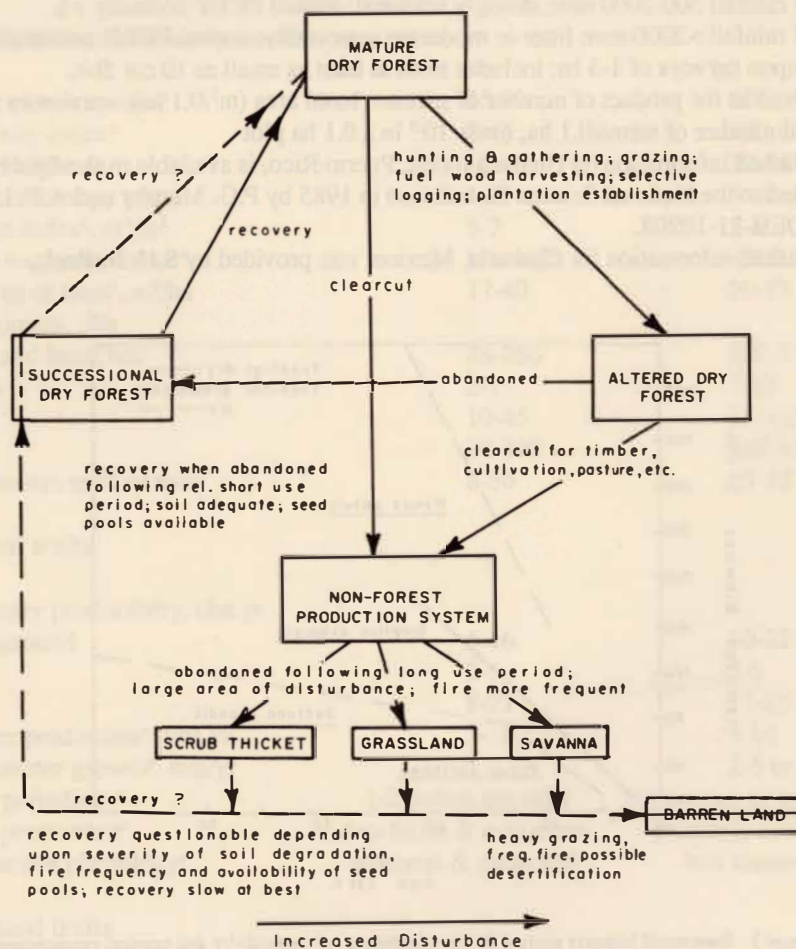 MATURE
DRY FOREST
recovery ?
hunting & gathering; grazing;
fuel wood harvesting; selective
logging; plantation establishment
recovery
clearcut
SUCCESSIONAL
DRY FOREST
abandoned
ALTERED DRY
FOREST
clearcut for timber,
cultivation, pasture, etc.
recovery when abandoned
following rel. short use
period; soil adequate; seed
pools available
NON-FOREST
PRODUCTION SYSTEM
abandoned following long use period;
large area of disturbance; fire more frequent
SCRUB THICKET
GRASSLAND
SAVANNA
recovery ?
BARREN LAND
recovery questionable depending
upon severity of soil degradation,
fire frequency and availability of seed
pools; recovery slow at best
heavy grazing,
freq. fire, possible
desertification
Increased Disturbance